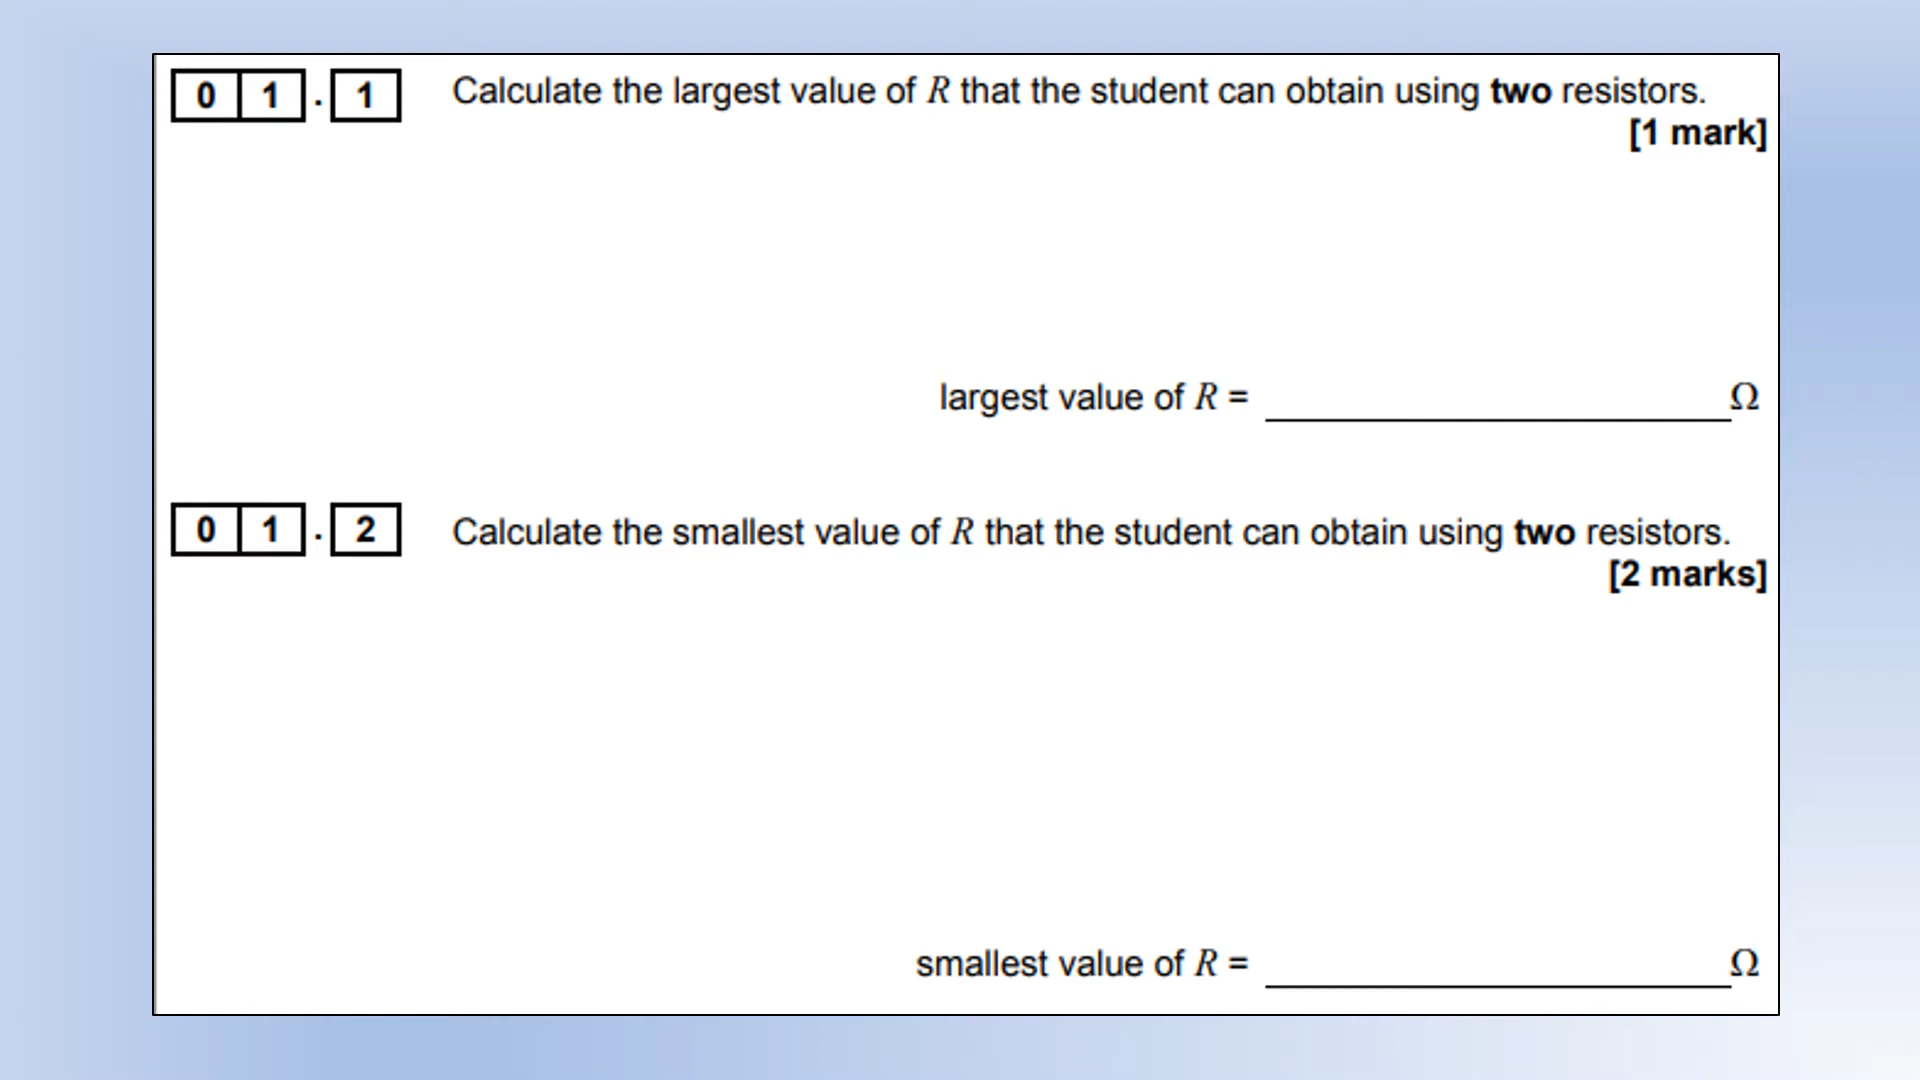 0 1 . 1 Calculate the largest value of R that the student can obtain using two resistors.
[1 mark]
largest value of R = ____________ Ω
0 1 . 2 Calculate the smallest value of R that the student can obtain using two resistors.
[2 marks]
smallest value of R = ____________ Ω